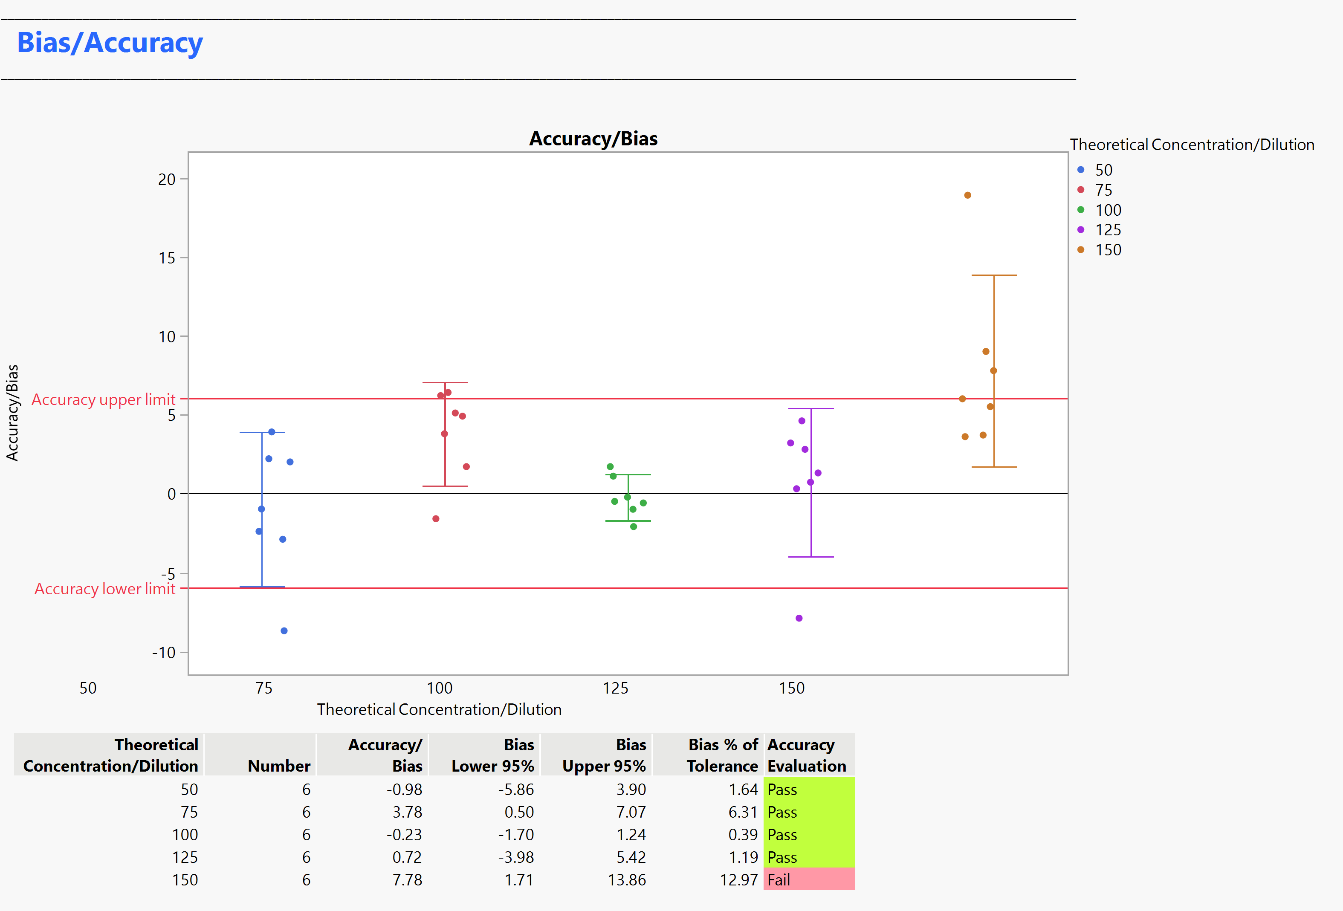 Bias/Accuracy
Accuracy/Bias
Theoretical Concentration/Dilution
50
75
100
125
150
20
15
10
5
0
-5
-10
Accuracy/Bias
Accuracy upper limit
Accuracy lower limit
50 75 100 125 150
Theoretical Concentration/Dilution
Theoretical Accuracy/ Bias Bias Bias % of Accuracy
Concentration/Dilution Number Bias Lower 95% Upper 95% Tolerance Evaluation
50 6 -0.98 -5.86 3.90 1.64 Pass
75 6 3.78 0.50 7.07 6.31 Pass
100 6 -0.23 -1.70 1.24 0.39 Pass
125 6 0.72 -3.98 5.42 1.19 Pass
150 6 7.78 1.71 13.86 12.97 Fail